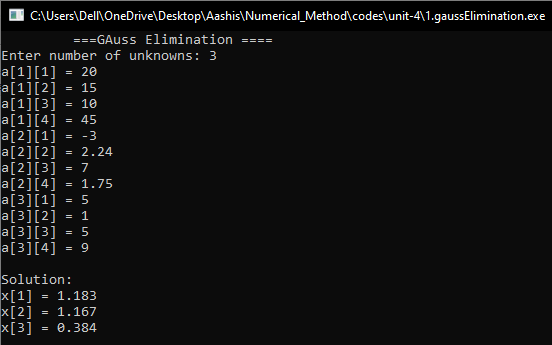 C:\Users\Dell\OneDrive\Desktop\Aashis\Numerical_Method\codes\unit-4\1.gaussElimination.exe
===GAuss Elimination ====
Enter number of unknowns: 3
a[1][1] = 20
a[1][2] = 15
a[1][3] = 10
a[1][4] = 45
a[2][1] = -3
a[2][2] = 2.24
a[2][3] = 7
a[2][4] = 1.75
a[3][1] = 5
a[3][2] = 1
a[3][3] = 5
a[3][4] = 9
Solution:
x[1] = 1.183
x[2] = 1.167
x[3] = 0.384